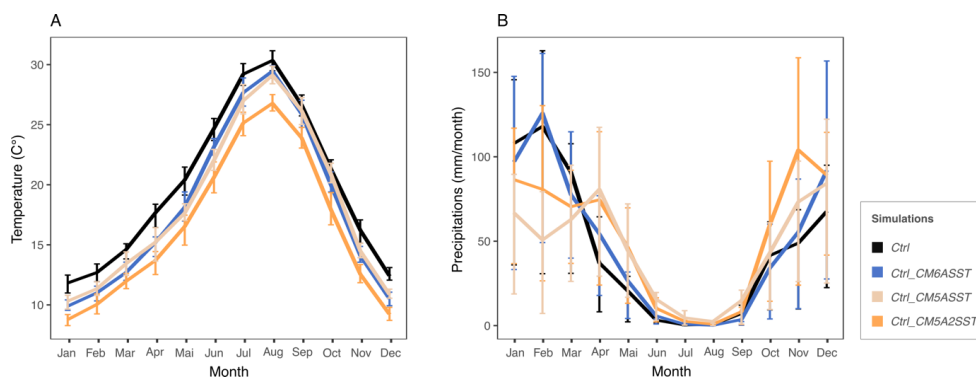 A
B
30
25
20
15
10
Temperature (C°)
Jan Feb Mar Apr Mai Jun Jul Aug Sep Oct Nov Dec
Month
150
100
50
0
Precipitations (mm/month)
Jan Feb Mar Apr Mai Jun Jul Aug Sep Oct Nov Dec
Month
Simulations
Ctrl
Ctrl_CM6ASST
Ctrl_CM5ASST
Ctrl_CM5A2SST